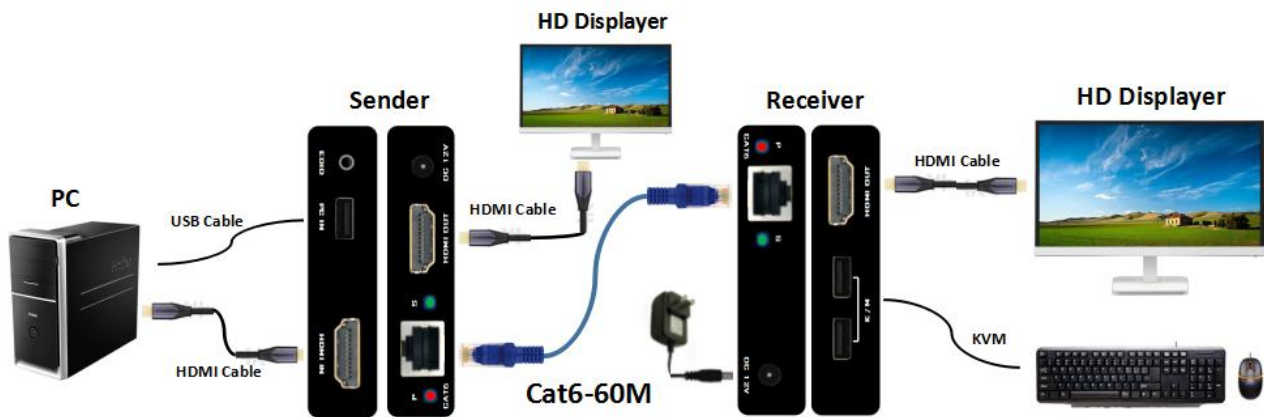 HD Displayer
Sender
Receiver
HD Displayer
PC
USB Cable
HDMI Cable
EDID
PC IN
HDMI IN
DC 12V
HDMI OUT
S
P
CAT6
HDMI Cable
Cat6-60M
CAT6
P
S
DC 12V
HDMI OUT
K/M
HDMI Cable
KVM